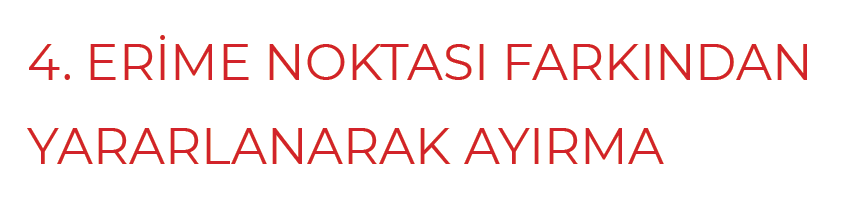 4. ERİME NOKTASI FARKINDAN
YARARLANARAK AYIRMA